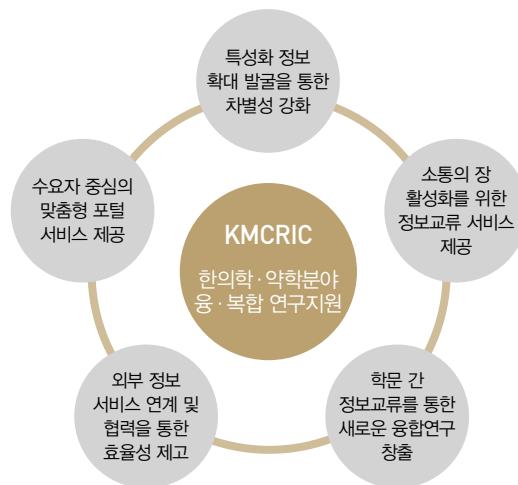 특성화 정보
확대 발굴을 통한
차별성 강화
수요자 중심의
맞춤형 포털
서비스 제공
소통의 장
활성화를 위한
정보교류 서비스
제공
KMCRIC
한의학·약학분야
융·복합 연구지원
외부 정보
서비스 연계 및
협력을 통한
효율성 제고
학문 간
정보교류를 통한
새로운 융합연구
창출